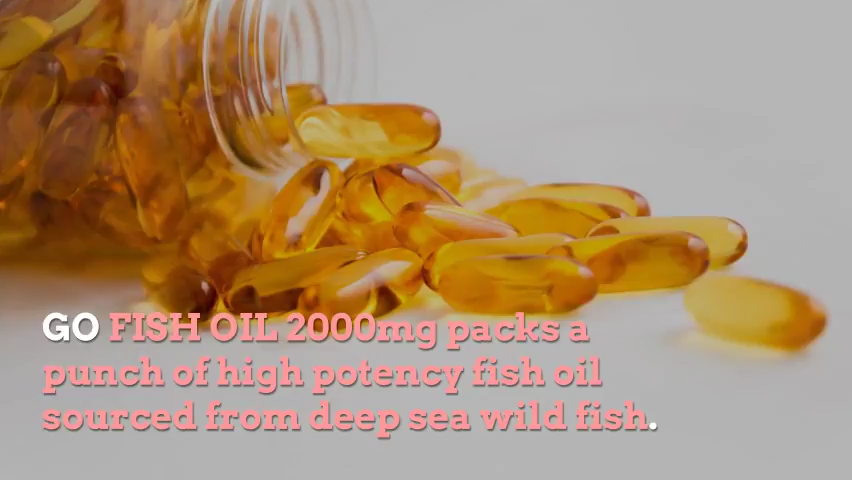 GO FISH OIL 2000mg packs a
punch of high potency fish oil
sourced from deep sea wild fish.